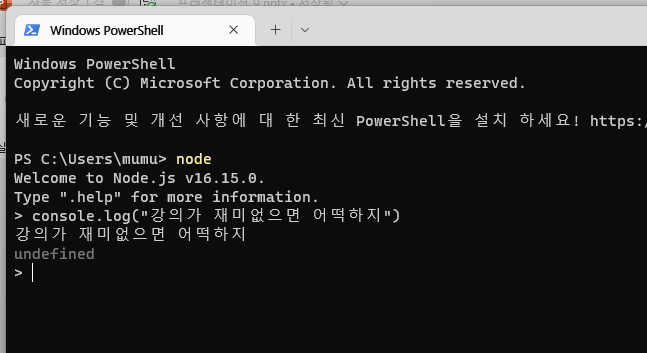 Windows PowerShell
Windows PowerShell
Copyright (C) Microsoft Corporation. All rights reserved.
새로운 기능 및 개선 사항에 대 한 최신 PowerShell을 설치 하세요! https:/
PS C:\Users\mumu> node
Welcome to Node.js v16.15.0.
Type ".help" for more information.
> console.log("강의가 재미없으면 어떡하지")
강의가 재미없으면 어떡하지
undefined
>